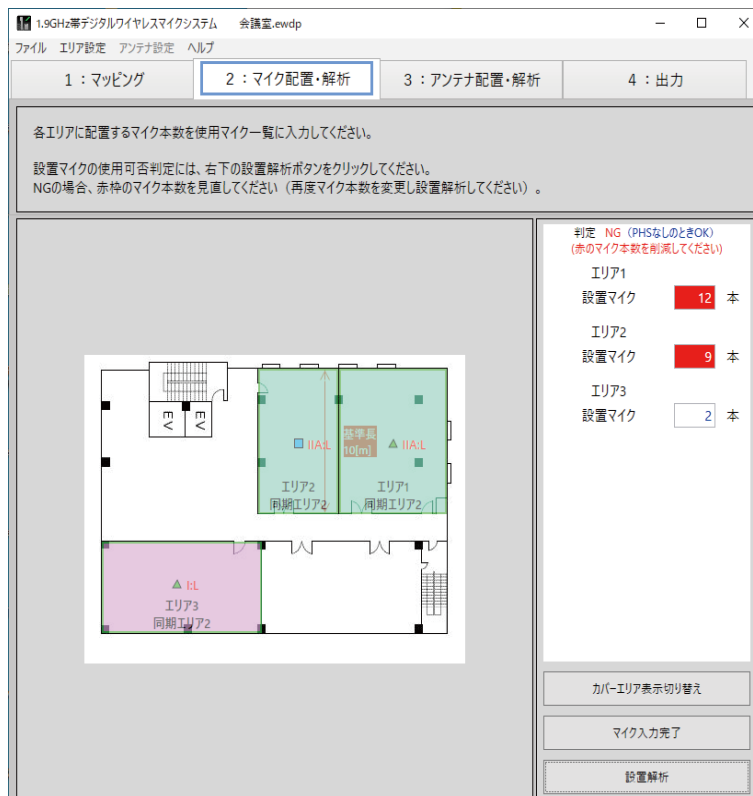 1.9GHz帯デジタルワイヤレスマイクシステム 会議室.ewdp
ファイル エリア設定 アンテナ設定 ヘルプ
1：マッピング 2：マイク配置・解析 3：アンテナ配置・解析 4：出力
各エリアに配置するマイク本数を使用マイク一覧に入力してください。
設置マイクの使用可否判定には、右下の設置解析ボタンをクリックしてください。
NGの場合、赤枠のマイク本数を見直してください（再度マイク本数を変更し設置解析してください）。
EV EV
IIA:L
基準長
10[m]
IIA:L
エリア2
同期エリア2
エリア1
同期エリア2
I:L
エリア3
同期エリア2
判定 NG（PHSなしのときOK）
(赤のマイク本数を削減してください)
エリア1
設置マイク 12 本
エリア2
設置マイク 9 本
エリア3
設置マイク 2 本
カバーエリア表示切り替え
マイク入力完了
設置解析